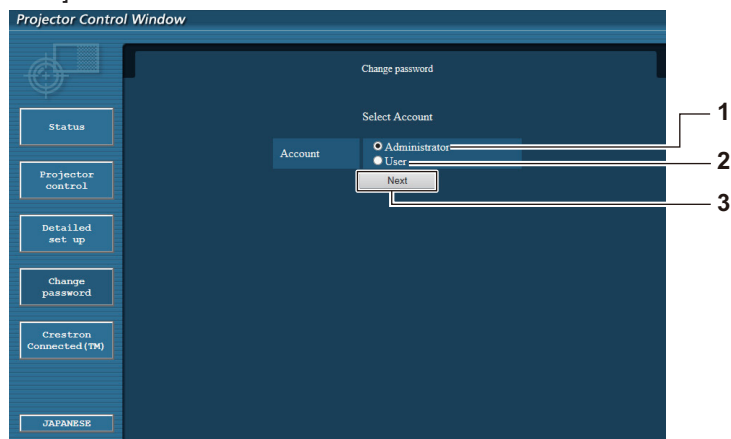 Projector Control Window
Change password
Select Account
Account
Administrator
User
Next
1
2
3
Status
Projector
control
Detailed
set up
Change
password
Crestron
Connected(TM)
JAPANESE